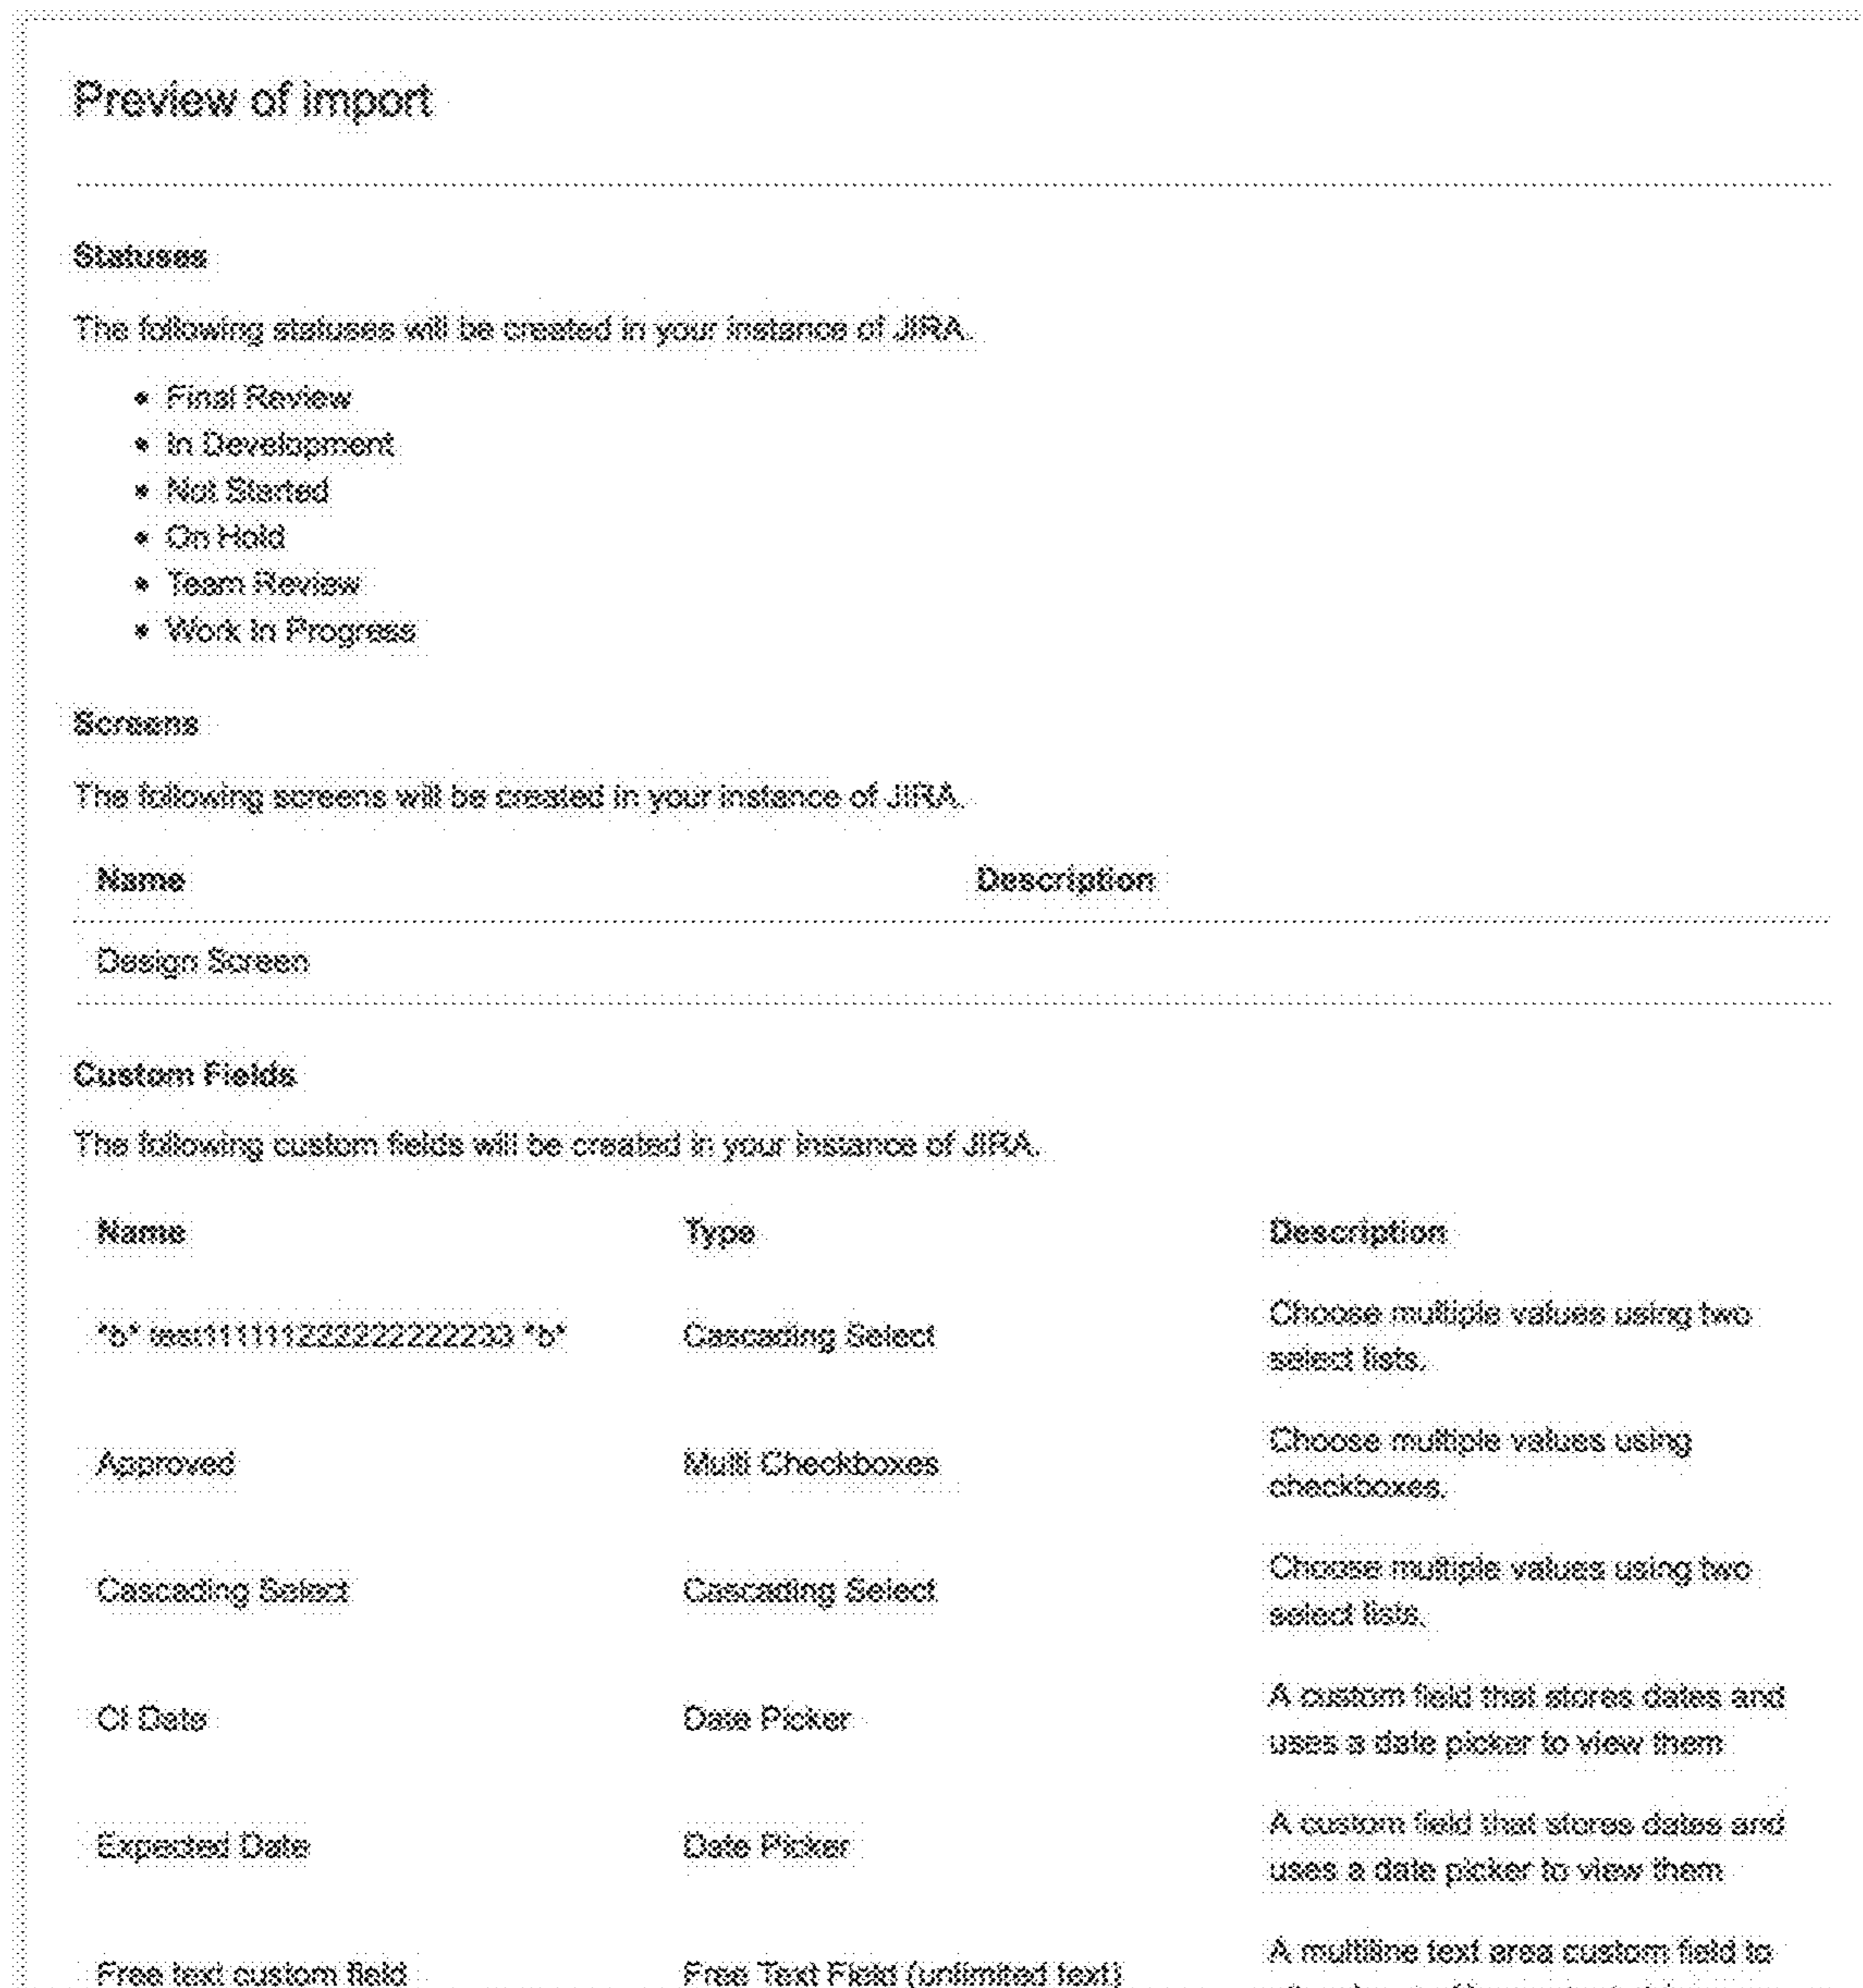 Preview of import
Statuses
The following statuses will be created in your instance of JIRA.
• Final Review
• In Development
• Not Started
• On Hold
• Team Review
• Work In Progress
Screens
The following screens will be created in your instance of JIRA.
Name Description
Design Screen
Custom Fields
The following custom fields will be created in your instance of JIRA.
Name Type Description
Cascading Select Choose multiple values using two
select lists.
Approved Multi Checkboxes Choose multiple values using
checkboxes.
Cascading Select Cascading Select Choose multiple values using two
select lists.
CI Date Date Picker A custom field that stores dates and
uses a date picker to view them
Expected Date Date Picker A custom field that stores dates and
uses a date picker to view them
Free text custom field Free Text Field (unlimited text) A multiline text area custom field to